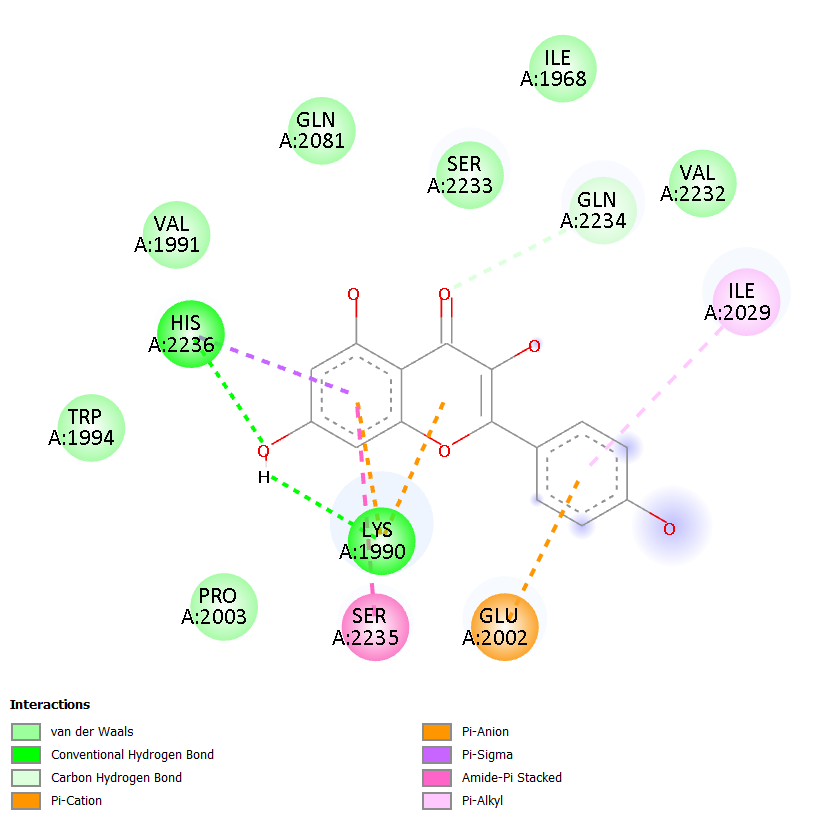 ILE
A:1968
GLN
A:2081
SER
A:2233
VAL
A:2232
GLN
A:2234
VAL
A:1991
ILE
A:2029
O
O
HIS
A:2236
O
TRP
A:1994
O
O
H
O
LYS
A:1990
PRO
A:2003
SER
A:2235
GLU
A:2002
Interactions
van der Waals
Conventional Hydrogen Bond
Carbon Hydrogen Bond
Pi-Cation
Pi-Anion
Pi-Sigma
Amide-Pi Stacked
Pi-Alkyl